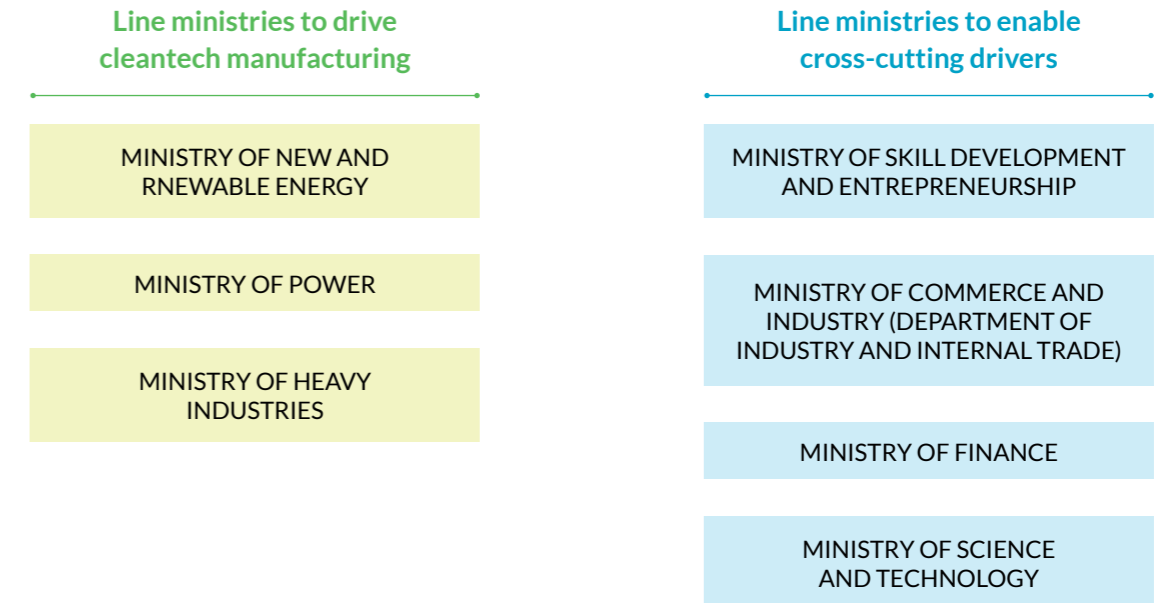 Line ministries to drive
cleantech manufacturing
MINISTRY OF NEW AND
RNEWABLE ENERGY
MINISTRY OF POWER
MINISTRY OF HEAVY
INDUSTRIES
Line ministries to enable
cross-cutting drivers
MINISTRY OF SKILL DEVELOPMENT
AND ENTREPRENEURSHIP
MINISTRY OF COMMERCE AND
INDUSTRY (DEPARTMENT OF
INDUSTRY AND INTERNAL TRADE)
MINISTRY OF FINANCE
MINISTRY OF SCIENCE
AND TECHNOLOGY